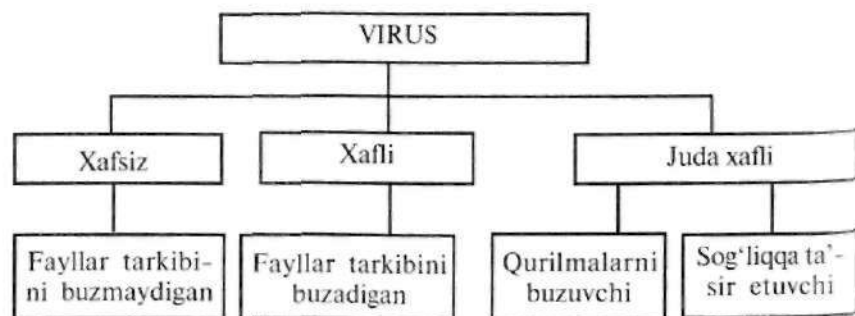 VIRUS
Xafsiz
Xafli
Juda xafli
Fayllar tarkibi-
ni buzmaydigan
Fayllar tarkibini
buzadigan
Qurilmalarni
buzuvchi
Sog‘liqqa ta’-
sir etuvchi